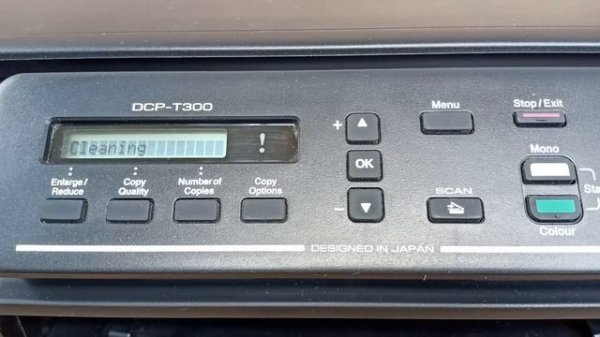 DCP-T300
Cleaning
!
Enlarge/
Reduce
Copy
Quality
Number of
Copies
Copy
Options
+
OK
–
Menu
Stop/Exit
SCAN
Mono
Colour
DESIGNED IN JAPAN